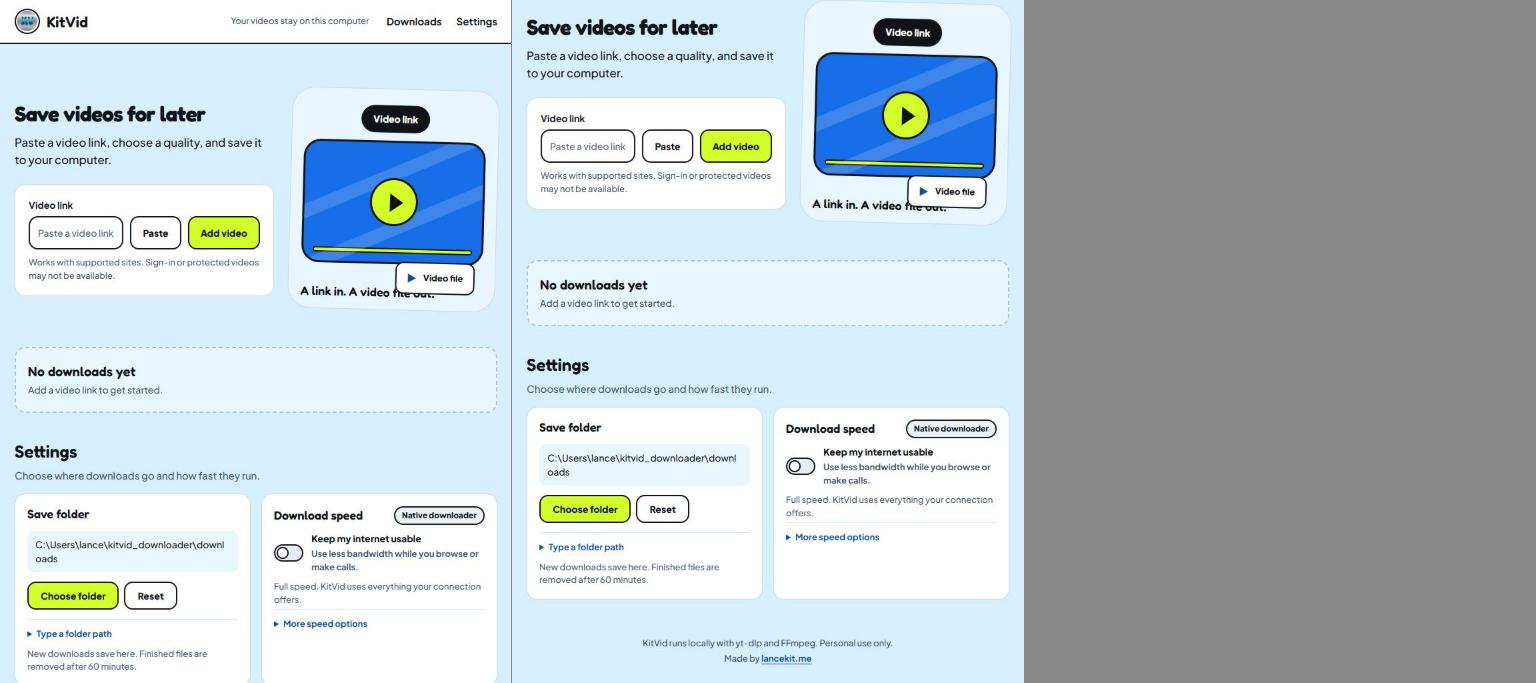 KitVid
Your videos stay on this computer
Downloads
Settings
Save videos for later
Paste a video link, choose a quality, and save it
to your computer.
Video link
Paste a video link
Paste
Add video
Works with supported sites. Sign-in or protected videos
may not be available.
Video link
Video file
A link in. A video file out.
No downloads yet
Add a video link to get started.
Settings
Choose where downloads go and how fast they run.
Save folder
C:\Users\lance\kitvid_downloader\downl
oads
Choose folder
Reset
Type a folder path
New downloads save here. Finished files are
removed after 60 minutes.
Download speed
Native downloader
Keep my internet usable
Use less bandwidth while you browse or
make calls.
Full speed. KitVid uses everything your connection
offers.
More speed options
Save videos for later
Paste a video link, choose a quality, and save it
to your computer.
Video link
Paste a video link
Paste
Add video
Works with supported sites. Sign-in or protected videos
may not be available.
Video link
Video file
A link in. A video file out.
No downloads yet
Add a video link to get started.
Settings
Choose where downloads go and how fast they run.
Save folder
C:\Users\lance\kitvid_downloader\downl
oads
Choose folder
Reset
Type a folder path
New downloads save here. Finished files are
removed after 60 minutes.
Download speed
Native downloader
Keep my internet usable
Use less bandwidth while you browse or
make calls.
Full speed. KitVid uses everything your connection
offers.
More speed options
KitVid runs locally with yt-dlp and FFmpeg. Personal use only.
Made by lancekit.me